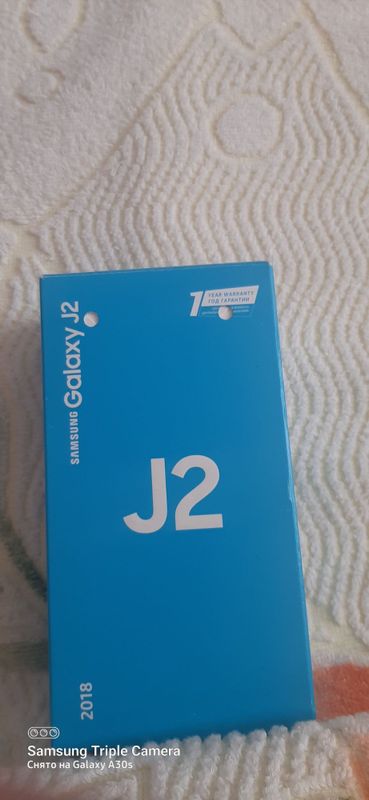 SAMSUNG Galaxy J2
1 YEAR WARRANTY
ГОД ГАРАНТИИ
J2
2018
Samsung Triple Camera
Снято на Galaxy A30s